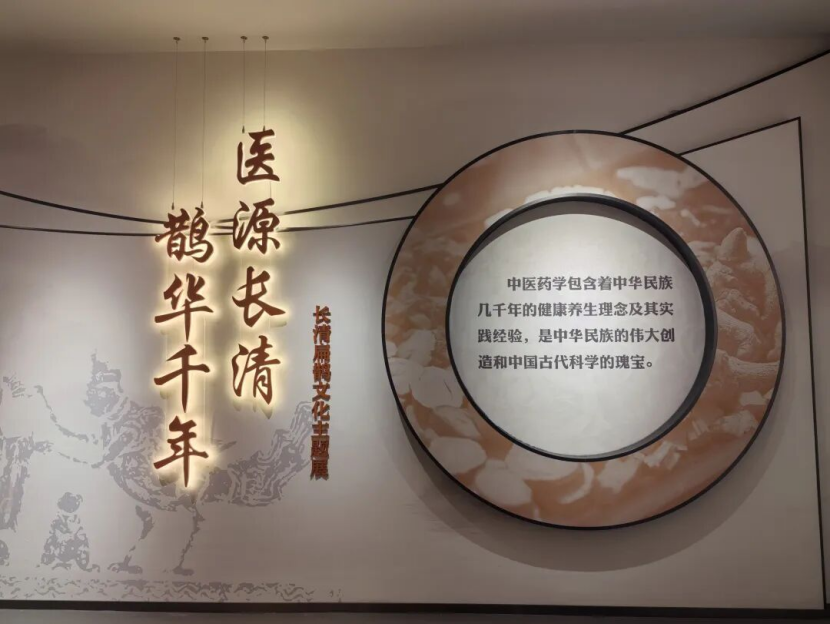 医源长清
鹊华千年
长清扁鹊文化主题展
中医药学包含着中华民族
几千年的健康养生理念及其实
践经验，是中华民族的伟大创
造和中国古代科学的瑰宝。